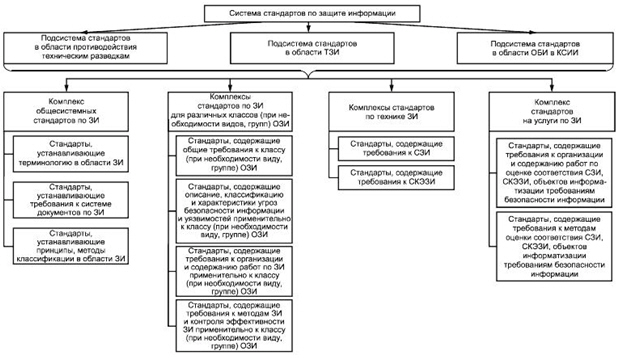 Система стандартов по защите информации
Подсистема стандартов
в области противодействия
техническим разведкам
Подсистема стандартов
в области ТЗИ
Подсистема стандартов
в области ОБИ в КСИИ
Комплекс
общесистемных
стандартов по ЗИ
Стандарты,
устанавливающие
терминологию в области ЗИ
Стандарты,
устанавливающие
требования к системе
документов по ЗИ
Стандарты,
устанавливающие
принципы, методы
классификации в области ЗИ
Комплексы
стандартов по ЗИ
для различных классов (при не-
обходимости видов, групп) ОЗИ
Стандарты, содержащие
общие требования к классу
(при необходимости виду,
группе) ОЗИ
Стандарты, содержащие
описание, классификацию
и характеристики угроз
безопасности информации
и уязвимостей применительно
к классу (при необходимости
виду, группе) ОЗИ
Стандарты, содержащие
требования к организации
и содержанию работ по ЗИ
применительно к классу
(при необходимости виду,
группе) ОЗИ
Стандарты, содержащие
требования к методам ЗИ
и контроля эффективности
ЗИ применительно к классу
(при необходимости виду,
группе) ОЗИ
Комплексы стандартов
по технике ЗИ
Стандарты, содержащие
требования к СЗИ
Стандарты, содержащие
требования к СКЭЗИ
Комплекс
стандартов
на услуги по ЗИ
Стандарты, содержащие
требования к организации
и содержанию работ по
оценке соответствия СЗИ,
СКЭЗИ, объектов информа-
тизации требованиям
безопасности информации
Стандарты, содержащие
требования к методам
оценки соответствия СЗИ,
СКЭЗИ, объектов
информатизации
требованиям безопасности
информации